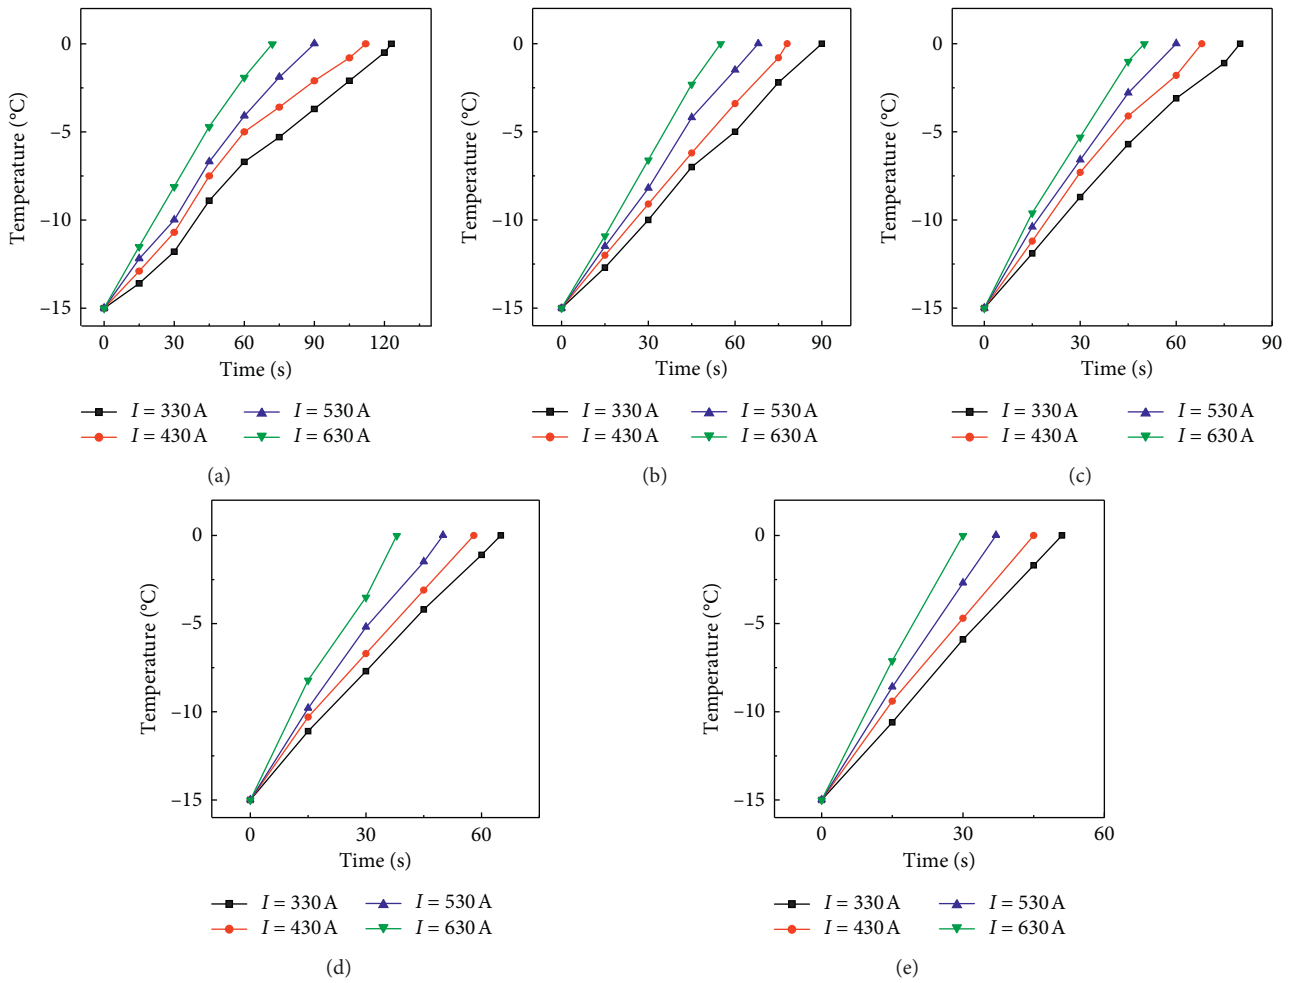 Temperature (°C)
0
−5
−10
−15
0 30 60 90 120
Time (s)
I = 330 A I = 530 A
I = 430 A I = 630 A
(a)
Temperature (°C)
0
−5
−10
−15
0 30 60 90
Time (s)
I = 330 A I = 530 A
I = 430 A I = 630 A
(b)
Temperature (°C)
0
−5
−10
−15
0 30 60 90
Time (s)
I = 330 A I = 530 A
I = 430 A I = 630 A
(c)
Temperature (°C)
0
−5
−10
−15
0 30 60
Time (s)
I = 330 A I = 530 A
I = 430 A I = 630 A
(d)
Temperature (°C)
0
−5
−10
−15
0 30 60
Time (s)
I = 330 A I = 530 A
I = 430 A I = 630 A
(e)